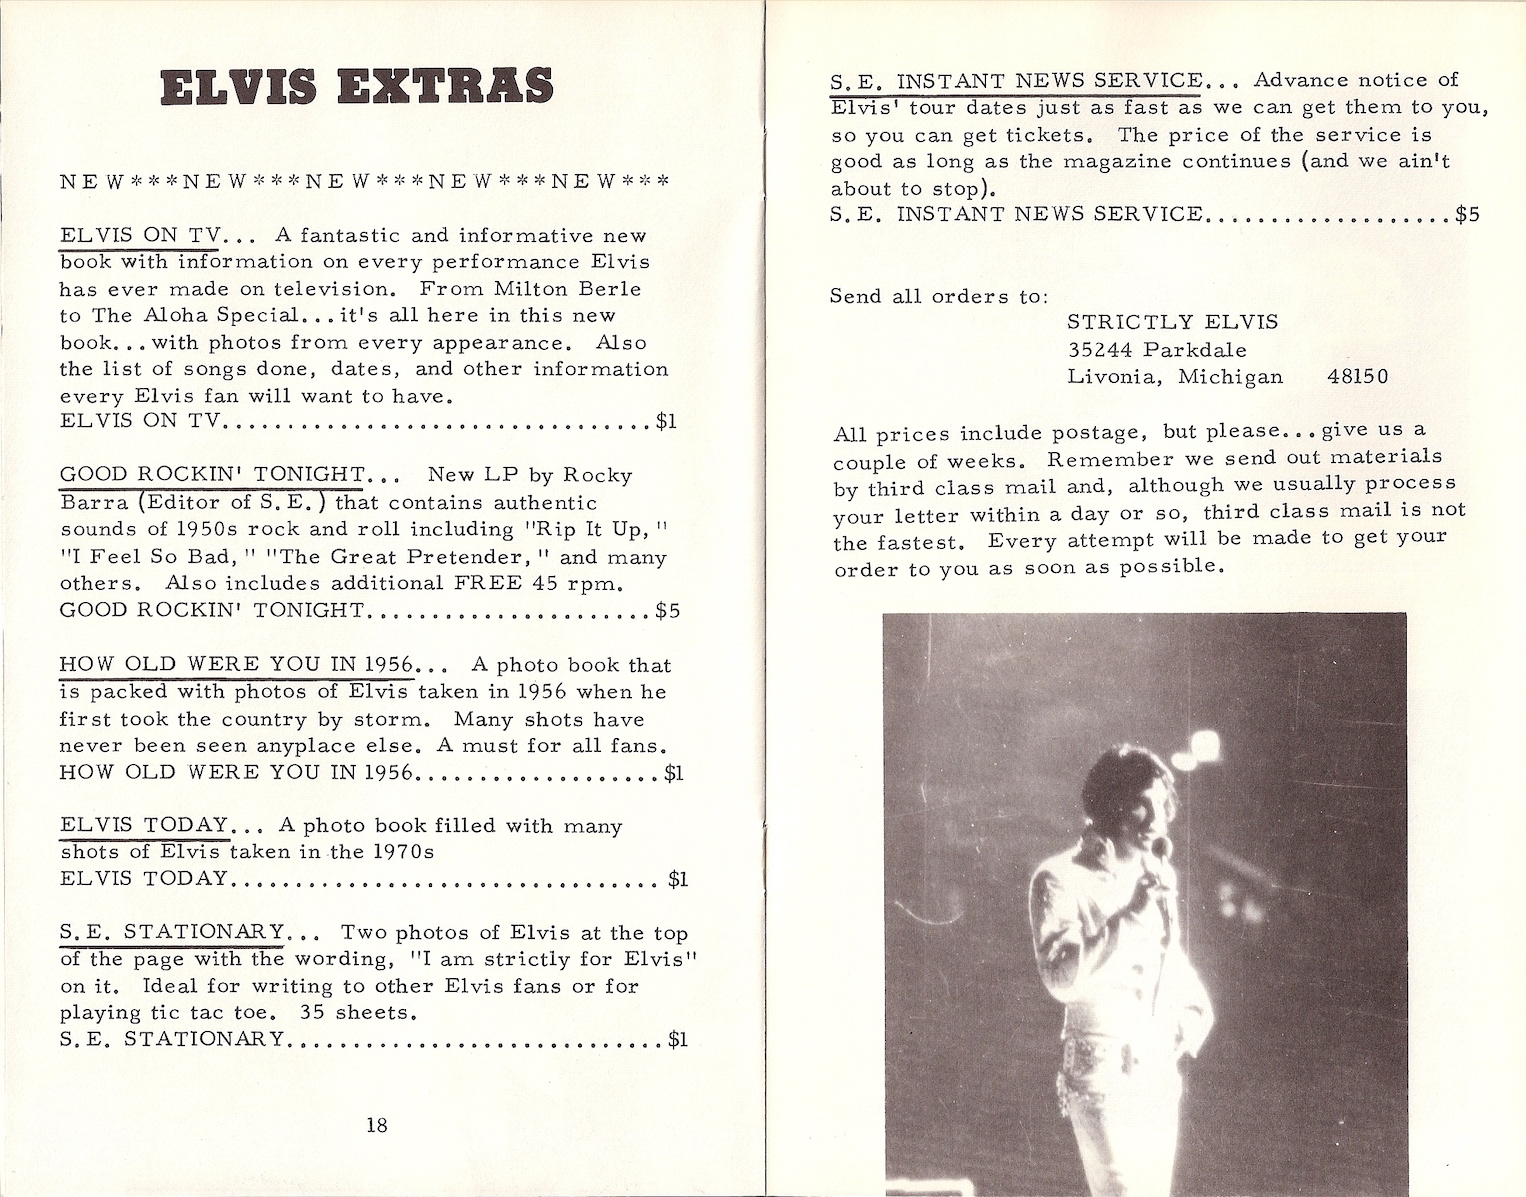 ELVIS EXTRAS
NEW***NEW***NEW***NEW***NEW***
ELVIS ON TV... A fantastic and informative new
book with information on every performance Elvis
has ever made on television. From Milton Berle
to The Aloha Special...it's all here in this new
book...with photos from every appearance. Also
the list of songs done, dates, and other information
every Elvis fan will want to have.
ELVIS ON TV.................................$1
GOOD ROCKIN' TONIGHT... New LP by Rocky
Barra (Editor of S.E.) that contains authentic
sounds of 1950s rock and roll including "Rip It Up,"
"I Feel So Bad," "The Great Pretender," and many
others. Also includes additional FREE 45 rpm.
GOOD ROCKIN' TONIGHT......................$5
HOW OLD WERE YOU IN 1956... A photo book that
is packed with photos of Elvis taken in 1956 when he
first took the country by storm. Many shots have
never been seen anyplace else. A must for all fans.
HOW OLD WERE YOU IN 1956...................$1
ELVIS TODAY... A photo book filled with many
shots of Elvis taken in the 1970s
ELVIS TODAY................................. $1
S.E. STATIONARY... Two photos of Elvis at the top
of the page with the wording, "I am strictly for Elvis"
on it. Ideal for writing to other Elvis fans or for
playing tic tac toe. 35 sheets.
S.E. STATIONARY.............................$1
18
S.E. INSTANT NEWS SERVICE... Advance notice of
Elvis' tour dates just as fast as we can get them to you,
so you can get tickets. The price of the service is
good as long as the magazine continues (and we ain't
about to stop).
S.E. INSTANT NEWS SERVICE...................$5
Send all orders to:
STRICTLY ELVIS
35244 Parkdale
Livonia, Michigan 48150
All prices include postage, but please...give us a
couple of weeks. Remember we send out materials
by third class mail and, although we usually process
your letter within a day or so, third class mail is not
the fastest. Every attempt will be made to get your
order to you as soon as possible.